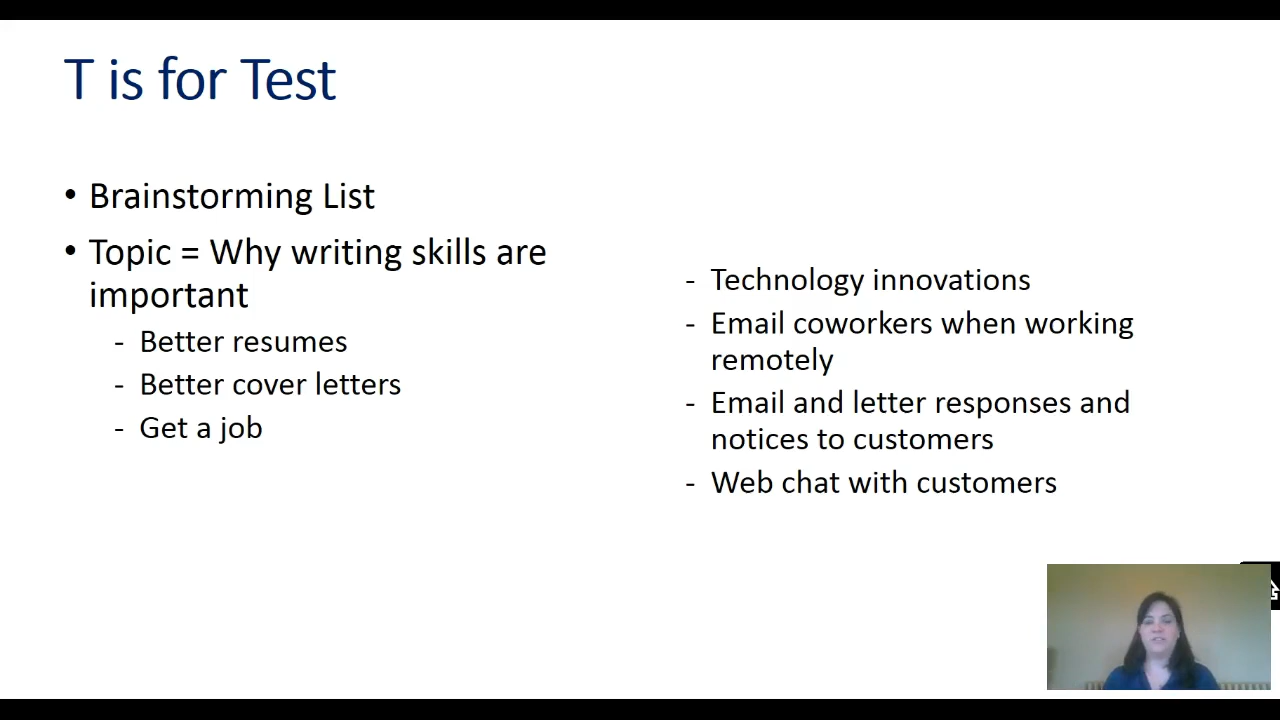 T is for Test
• Brainstorming List
• Topic = Why writing skills are
important
- Better resumes
- Better cover letters
- Get a job
- Technology innovations
- Email coworkers when working
remotely
- Email and letter responses and
notices to customers
- Web chat with customers